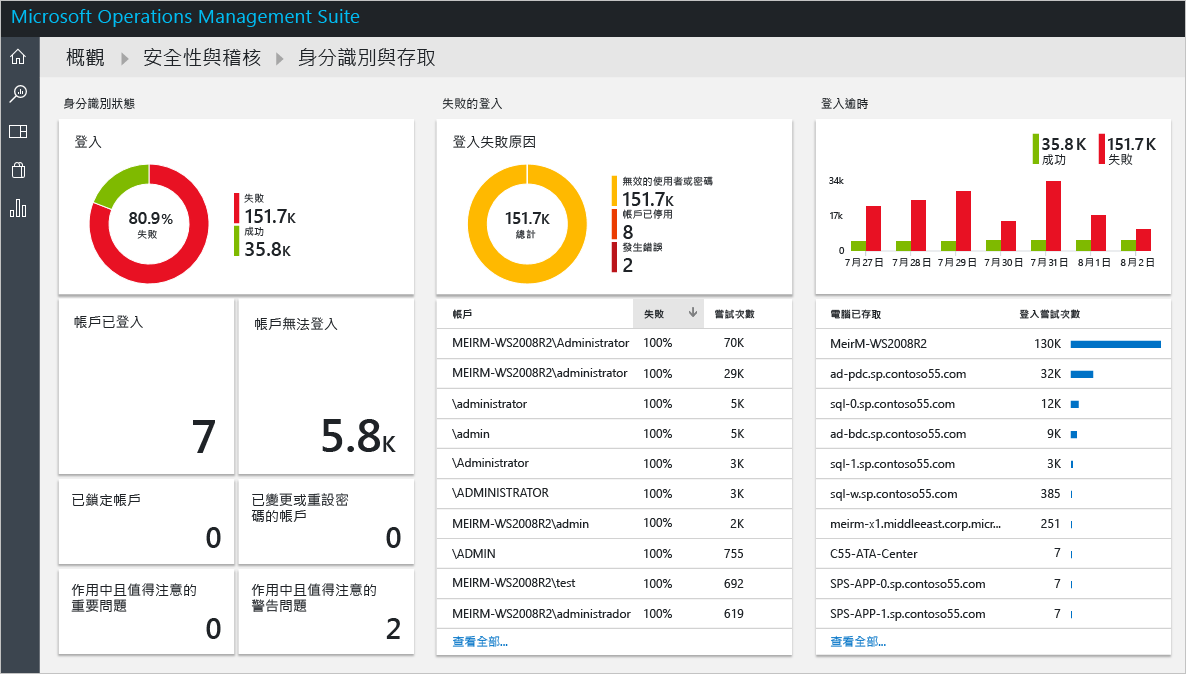 Microsoft Operations Management Suite
概觀 安全性與稽核 身分識別與存取
身分識別狀態
登入
80.9%
失敗
失敗
151.7K
成功
35.8K
帳戶已登入
7
帳戶無法登入
5.8K
已鎖定帳戶
0
已變更或重設密
碼的帳戶
0
作用中且值得注意的
重要問題
0
作用中且值得注意的
警告問題
2
失敗的登入
登入失敗原因
151.7K
總計
無效的使用者或密碼
151.7K
帳戶已停用
8
發生錯誤
2
帳戶 失敗 嘗試次數
MEIRM-WS2008R2\Administrator 100% 70K
MEIRM-WS2008R2\administrator 100% 29K
\administrator 100% 5K
\admin 100% 5K
\Administrator 100% 3K
\ADMINISTRATOR 100% 3K
MEIRM-WS2008R2\admin 100% 2K
\ADMIN 100% 755
MEIRM-WS2008R2\test 100% 692
MEIRM-WS2008R2\administrador 100% 619
查看全部...
登入逾時
35.8 K
成功
151.7 K
失敗
34k
17k
0
7月27日 7月28日 7月29日 7月30日 7月31日 8月1日 8月2日
電腦已存取 登入嘗試次數
MeirM-WS2008R2 130K
ad-pdc.sp.contoso55.com 32K
sql-0.sp.contoso55.com 12K
ad-bdc.sp.contoso55.com 9K
sql-1.sp.contoso55.com 3K
sql-w.sp.contoso55.com 385
meirm-x1.middleeast.corp.micr... 251
C55-ATA-Center 7
SPS-APP-0.sp.contoso55.com 7
SPS-APP-1.sp.contoso55.com 7
查看全部...